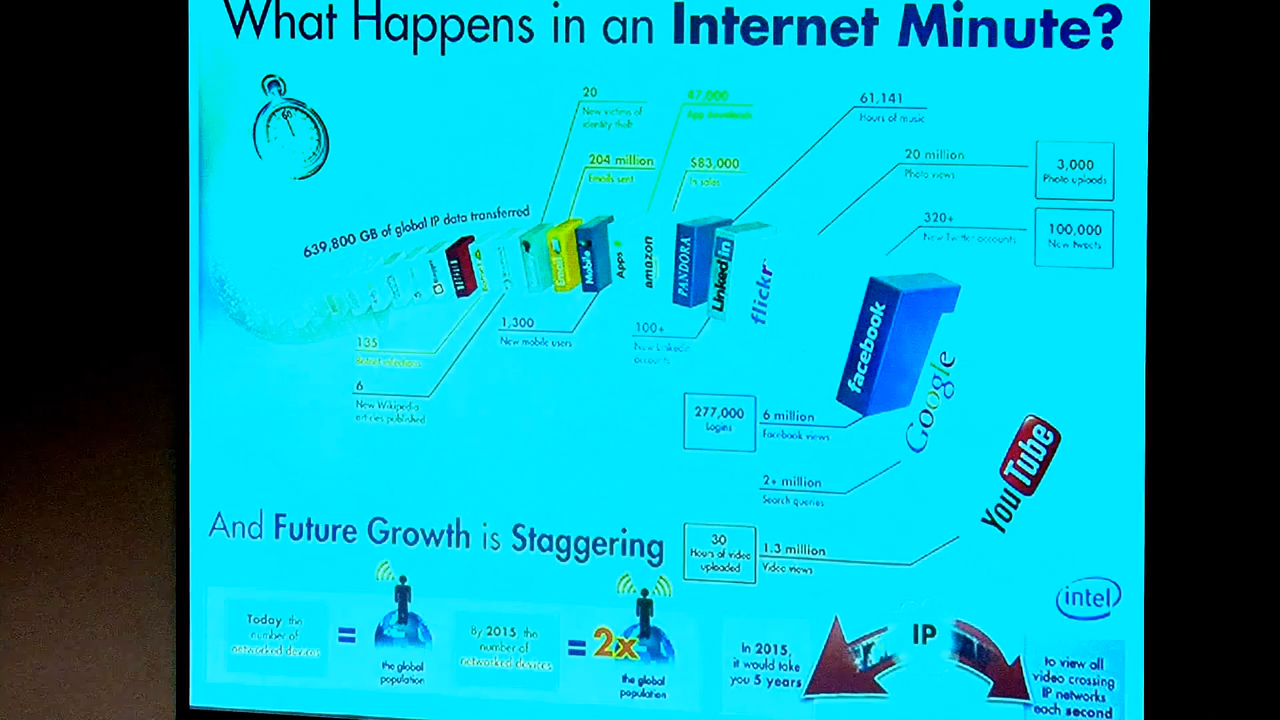 What Happens in an Internet Minute?
20
New victims of
identity theft
47,000
App downloads
61,141
Hours of music
204 million
Emails sent
$83,000
In sales
20 million
Photo views
3,000
Photo uploads
320+
New Twitter accounts
100,000
New tweets
639,800 GB of global IP data transferred
Email
Mobile
Apps
amazon
PANDORA
Linked in
flickr
facebook
Google
YouTube
135
Botnet infections
6
New Wikipedia
articles published
1,300
New mobile users
100+
New LinkedIn
accounts
277,000
Logins
6 million
Facebook views
2+ million
Search queries
30
Hours of video
uploaded
1.3 million
Video views
And Future Growth is Staggering
Today the
number of
networked devices
=
the global
population
By 2015, the
number of
networked devices
= 2x
the global
population
In 2015,
it would take
you 5 years
IP
to view all
video crossing
IP networks
each second
intel